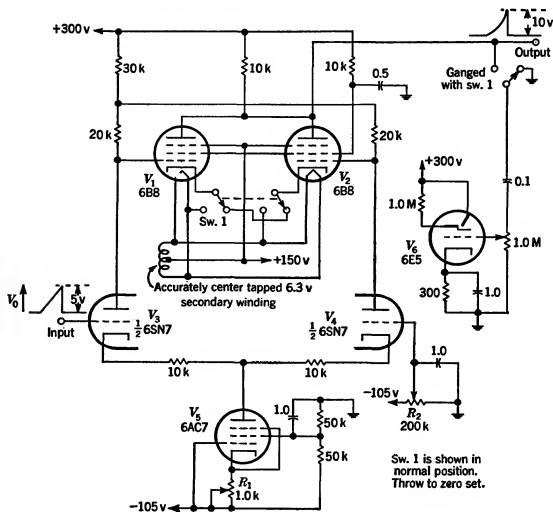 10v
+300 v
Output
30 k
10 k
10 k
Ganged
with sw. 1
0.5
20k
20k
+300 v
V1
6B8
V2
6B8
0.1
1.0 M
Sw. 1
V6
6E5
1.0 M
+150 v
Accurately center tapped 6.3 v
secondary winding
300
1.0
V0
5 v
V3
½ 6SN7
V4
½ 6SN7
Input
10 k
10 k
1.0
V5
6AC7
1.0
50 k
-105 v
R2
200 k
50 k
Sw. 1 is shown in
normal position.
Throw to zero set.
R1
1.0 k
-105 v